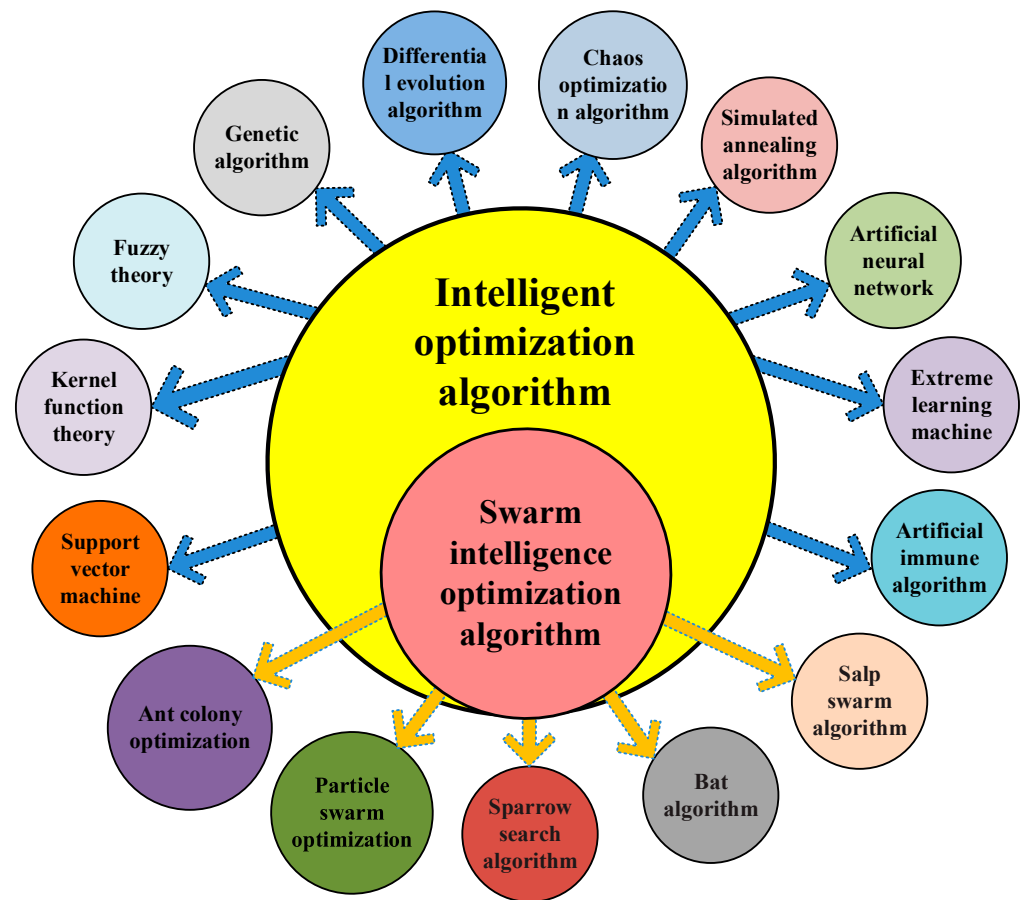 Differentia
l evolution
algorithm
Chaos
optimizatio
n algorithm
Simulated
annealing
algorithm
Genetic
algorithm
Fuzzy
theory
Artificial
neural
network
Intelligent
optimization
algorithm
Kernel
function
theory
Extreme
learning
machine
Swarm
intelligence
optimization
algorithm
Support
vector
machine
Artificial
immune
algorithm
Ant colony
optimization
Salp
swarm
algorithm
Particle
swarm
optimization
Sparrow
search
algorithm
Bat
algorithm